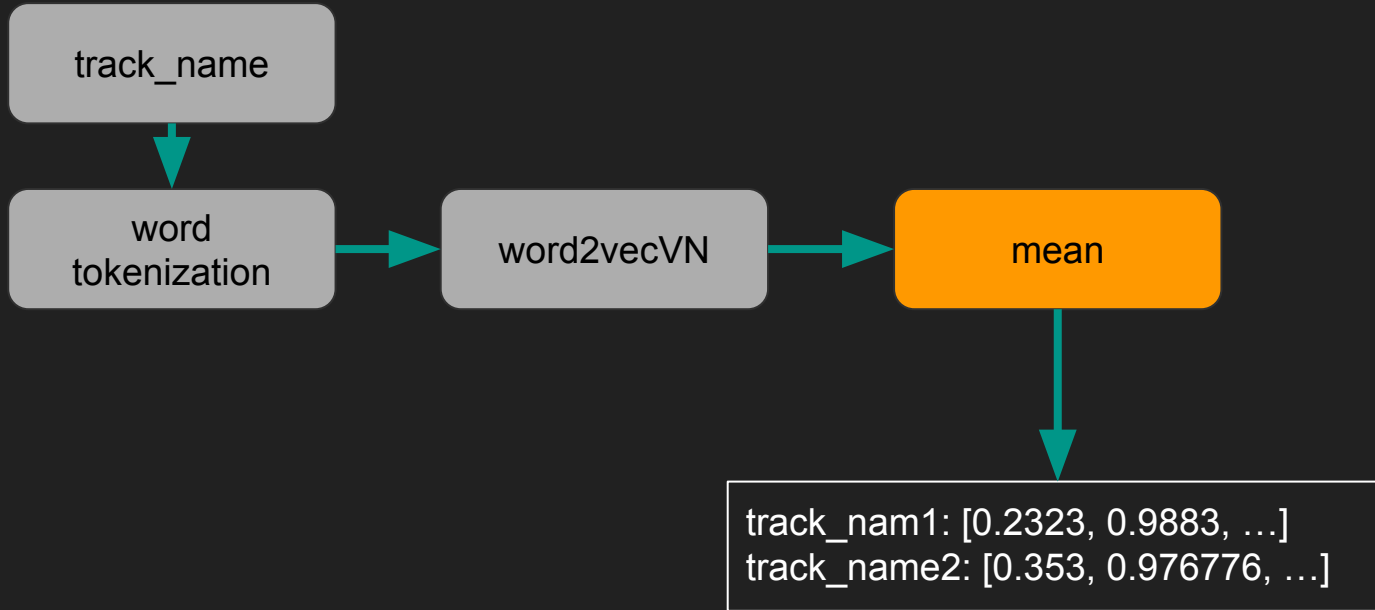 track_name
word
tokenization
word2vecVN
mean
track_nam1: [0.2323, 0.9883, …]
track_name2: [0.353, 0.976776, …]